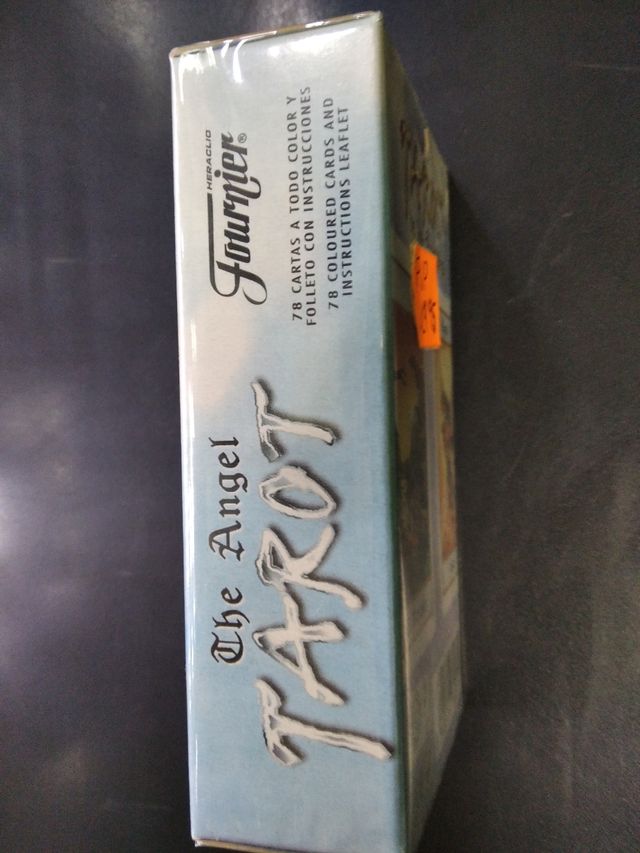 The Angel
TAROT
HERACLIO
Fournier®
78 CARTAS A TODO COLOR Y
FOLLETO CON INSTRUCCIONES
78 COLOURED CARDS AND
INSTRUCTIONS LEAFLET